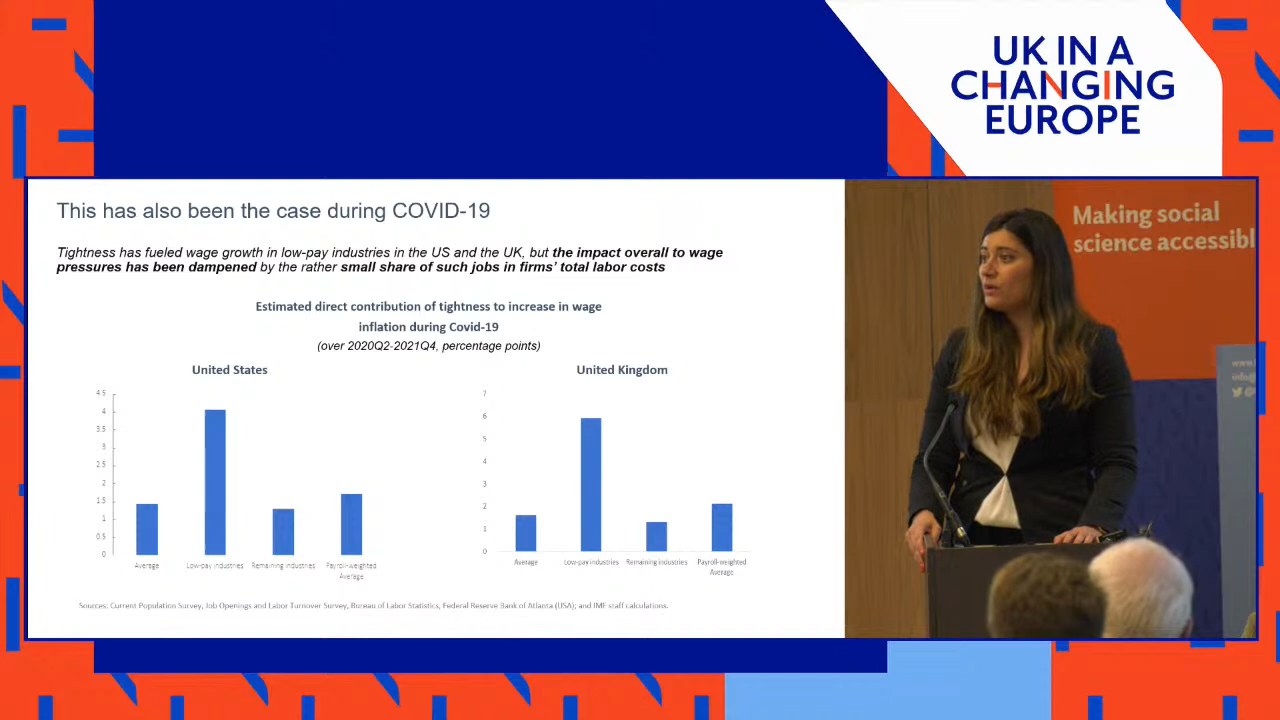 UK IN A
CHANGING
EUROPE
This has also been the case during COVID-19
Tightness has fueled wage growth in low-pay industries in the US and the UK, but the impact overall to wage
pressures has been dampened by the rather small share of such jobs in firms' total labor costs
Estimated direct contribution of tightness to increase in wage
inflation during Covid-19
(over 2020Q2-2021Q4, percentage points)
United States
4.5
4
3.5
3
2.5
2
1.5
1
0.5
0
Average
Low-pay industries
Remaining industries
Payroll-weighted
Average
United Kingdom
7
6
5
4
3
2
1
0
Average
Low-pay industries
Remaining industries
Payroll-weighted
Average
Sources: Current Population Survey, Job Openings and Labor Turnover Survey, Bureau of Labor Statistics, Federal Reserve Bank of Atlanta (USA); and IMF staff calculations.
Making social
science accessibl
www.
info@